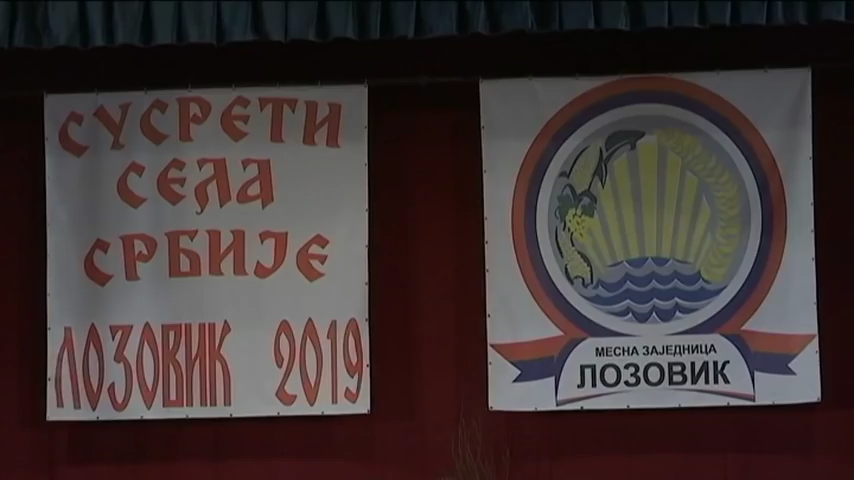 СУСРЕТИ
СЕЛА
СРБИЈЕ
ЛОЗОВИК 2019
МЕСНА ЗАЈЕДНИЦА
ЛОЗОВИК